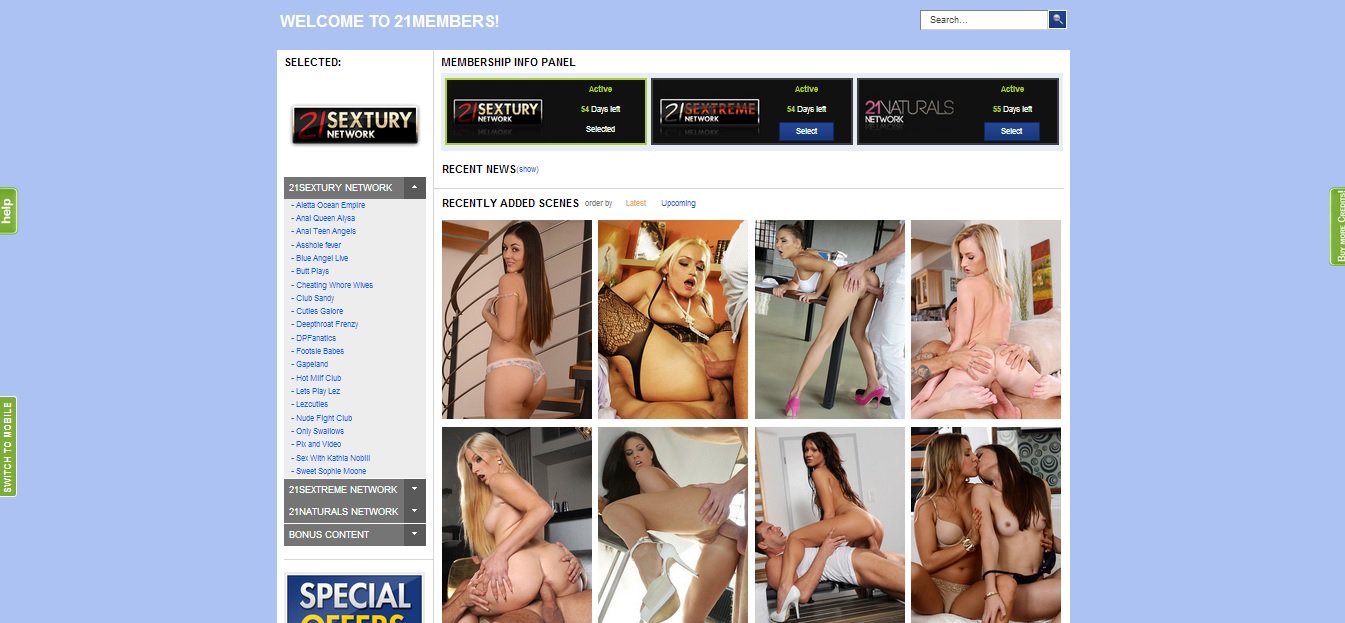 WELCOME TO 21MEMBERS!
Search...
SELECTED:
21SEXTURY
NETWORK
21SEXTURY NETWORK
- Aletta Ocean Empire
- Anal Queen Alysa
- Anal Teen Angels
- Asshole fever
- Blue Angel Live
- Butt Plays
- Cheating Whore Wives
- Club Sandy
- Cuties Galore
- Deepthroat Frenzy
- DPFanatics
- Footsie Babes
- Gapeland
- Hot Milf Club
- Lets Play Lez
- Lezcuties
- Nude Fight Club
- Only Swallows
- Pix and Video
- Sex With Kathia Nobili
- Sweet Sophie Moone
21SEXTREME NETWORK
21NATURALS NETWORK
BONUS CONTENT
SPECIAL
OFFERS
MEMBERSHIP INFO PANEL
21SEXTURY
NETWORK
Active
54 Days left
Selected
21SEXTREME
NETWORK
Active
54 Days left
Select
21NATURALS
NETWORK
Active
55 Days left
Select
RECENT NEWS(show)
RECENTLY ADDED SCENES order by Latest Upcoming
help
SWITCH TO MOBILE
BUY MORE CREDITS!